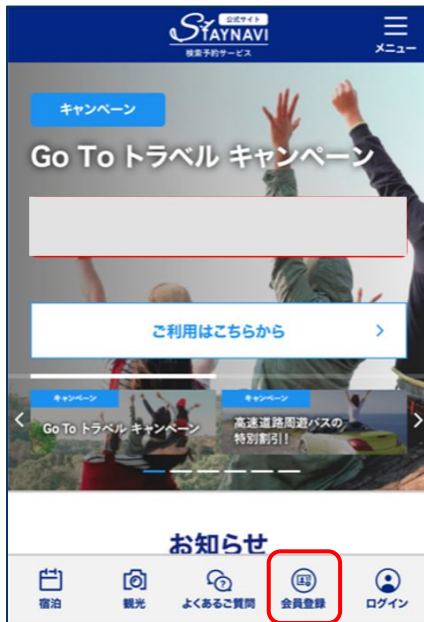 公式サイト
STAYNAVI
検索予約サービス
メニュー
キャンペーン
Go To トラベル キャンペーン
ご利用はこちらから
キャンペーン
Go To トラベル キャンペーン
キャンペーン
高速道路周遊パスの
特別割引！
お知らせ
宿泊
観光
よくあるご質問
会員登録
ログイン